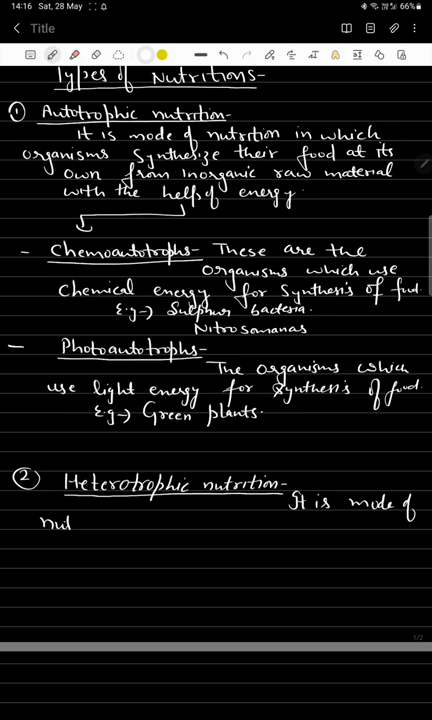 14:16 Sat, 28 May
66%
Title
Types of Nutritions-
① Autotrophic nutrition-
It is mode of nutrition in which
organisms synthesize their food at its
own from inorganic raw material
with the help of energy.
- Chemoautotrophs- These are the
organisms which use
chemical energy for synthesis of food.
E.g→ Sulphur bacteria.
Nitrosomanas
- Photoautotrophs-
The organisms which
use light energy for synthesis of food.
E.g→ Green plants.
② Heterotrophic nutrition-
It is mode of
nut
1/2